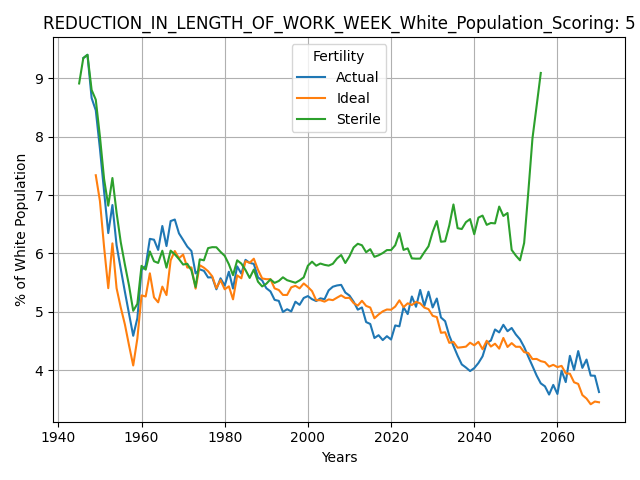 REDUCTION_IN_LENGTH_OF_WORK_WEEK_White_Population_Scoring: 5
Fertility
Actual
Ideal
Sterile
% of White Population
9
8
7
6
5
4
1940 1960 1980 2000 2020 2040 2060
Years